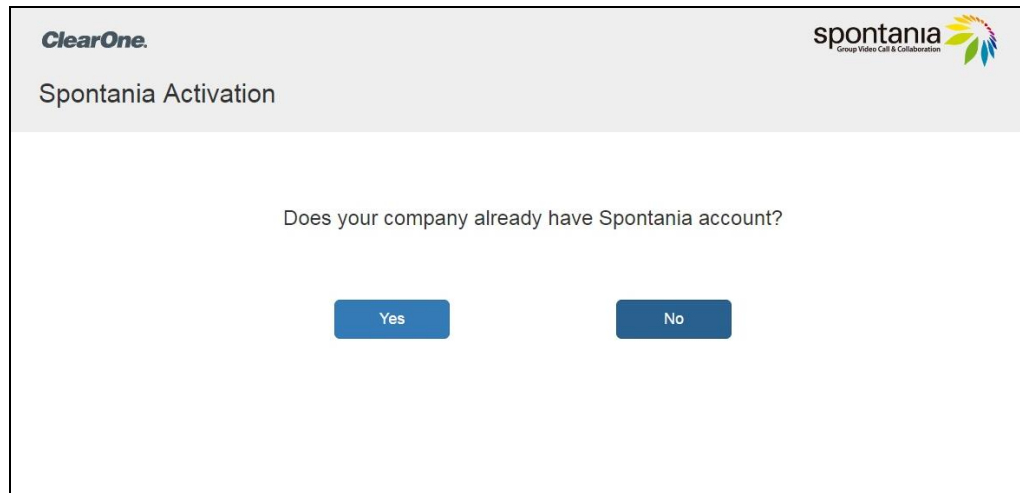 ClearOne.
spontania
Group Video Call & Collaboration
Spontania Activation
Does your company already have Spontania account?
Yes
No